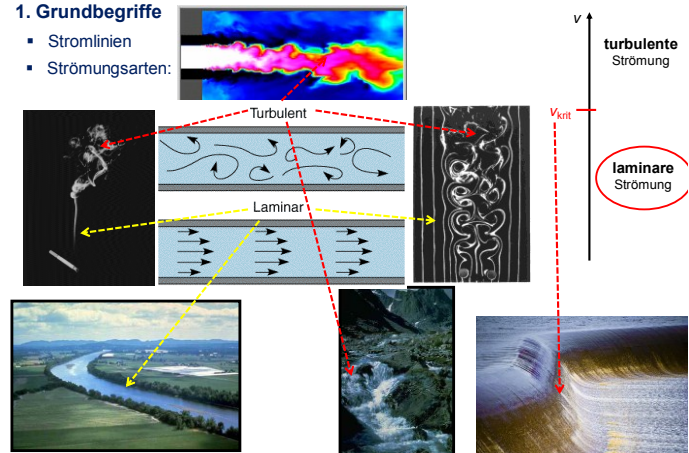 1. Grundbegriffe
▪ Stromlinien
▪ Strömungsarten:
Turbulent
Laminar
v
turbulente
Strömung
vkrit
laminare
Strömung